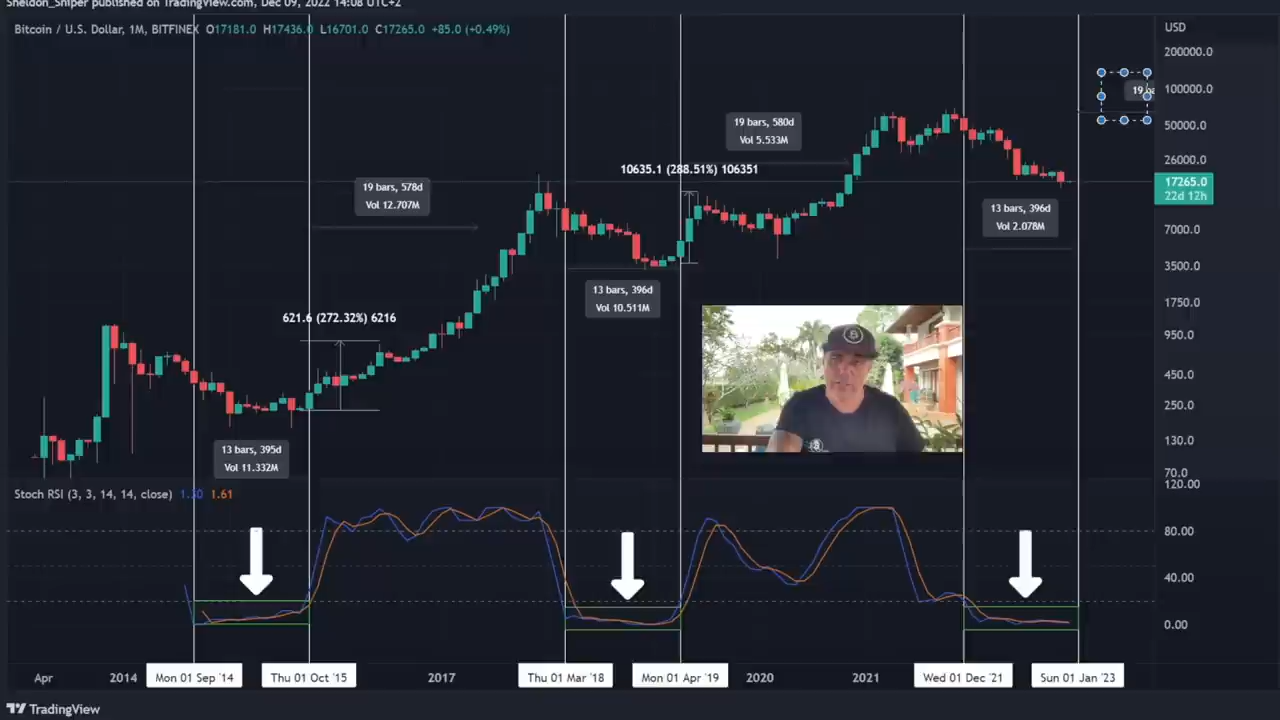 Sheldon_Sniper published on TradingView.com, Dec 09, 2022 14:08 UTC+2
Bitcoin / U.S. Dollar, 1M, BITFINEX O17181.0 H17436.0 L16701.0 C17265.0 +85.0 (+0.49%)
USD
200000.0
100000.0
50000.0
26000.0
17265.0
22d 12h
7000.0
3500.0
1750.0
950.0
450.0
250.0
130.0
70.0
19 bars, 580d
Vol 5.533M
10635.1 (288.51%) 106351
19 bars, 578d
Vol 12.707M
13 bars, 396d
Vol 2.078M
13 bars, 396d
Vol 10.511M
621.6 (272.32%) 6216
13 bars, 395d
Vol 11.332M
Stoch RSI (3, 3, 14, 14, close) 1.61
120.00
80.00
40.00
0.00
Apr 2014 Mon 01 Sep '14 Thu 01 Oct '15 2017 Thu 01 Mar '18 Mon 01 Apr '19 2020 2021 Wed 01 Dec '21 Sun 01 Jan '23
TradingView